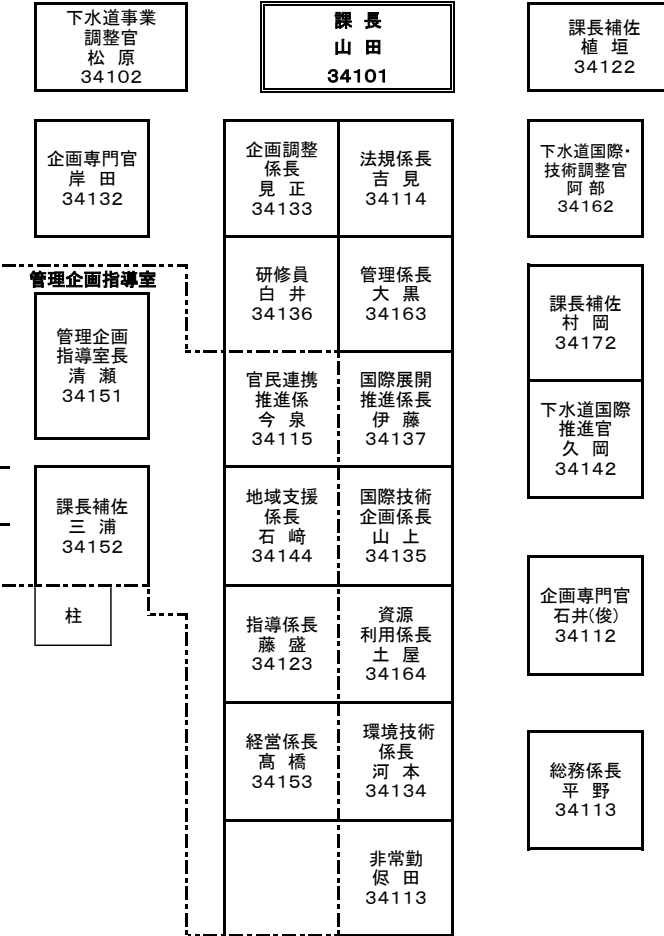 下水道事業
調整官
松 原
34102
課 長
山 田
34101
課長補佐
植 垣
34122
企画専門官
岸 田
34132
企画調整
係長
見 正
34133
法規係長
吉 見
34114
下水道国際・
技術調整官
阿 部
34162
管理企画指導室
管理企画
指導室長
清 瀬
34151
研修員
白 井
34136
管理係長
大 黒
34163
課長補佐
村 岡
34172
官民連携
推進係
今 泉
34115
国際展開
推進係長
伊 藤
34137
下水道国際
推進官
久 岡
34142
課長補佐
三 浦
34152
地域支援
係長
石 﨑
34144
国際技術
企画係長
山 上
34135
柱
指導係長
藤 盛
34123
資源
利用係長
土 屋
34164
企画専門官
石井(俊)
34112
経営係長
髙 橋
34153
環境技術
係長
河 本
34134
総務係長
平 野
34113
非常勤
侭 田
34113